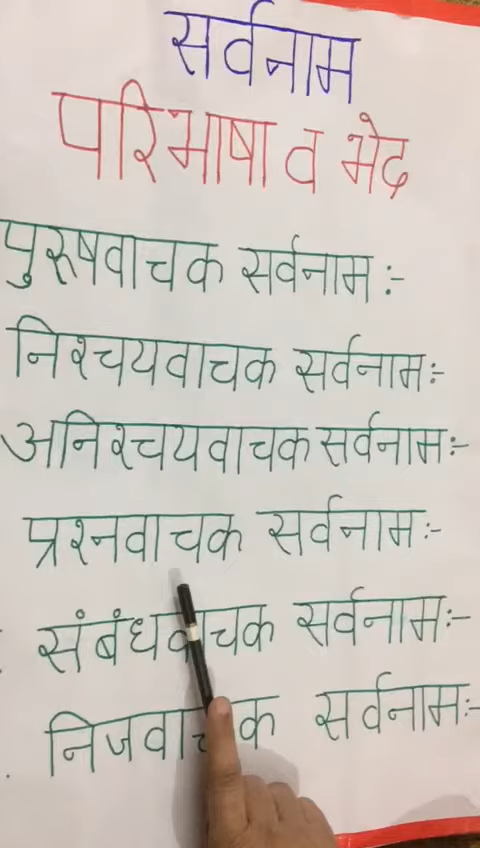 सर्वनाम
परिभाषा व भेद
पुरुषवाचक सर्वनाम :-
निश्चयवाचक सर्वनाम :-
अनिश्चयवाचक सर्वनाम :-
प्रश्नवाचक सर्वनाम :-
संबंधवाचक सर्वनाम :-
निजवाचक सर्वनाम :-